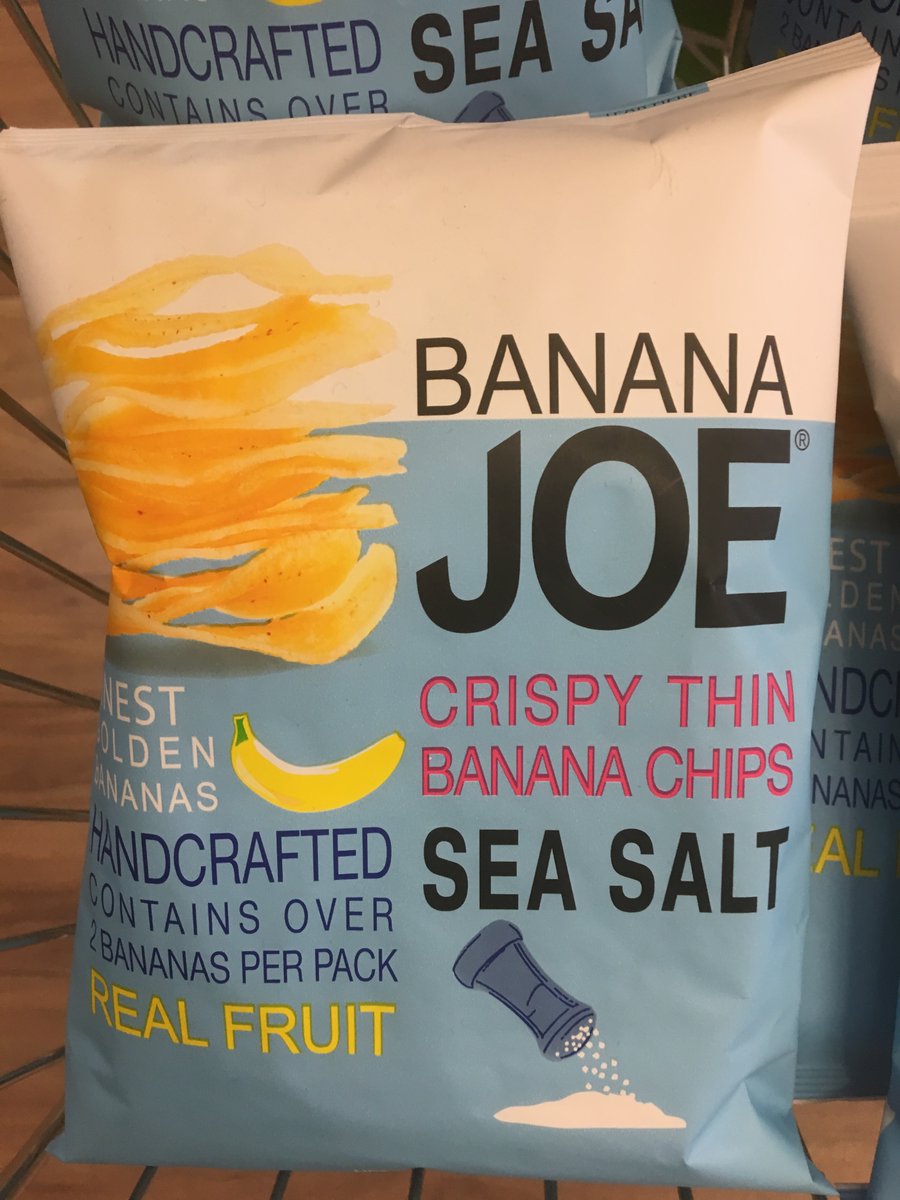 HANDCRAFTED
CONTAINS OVER
SEA SA
BANANA
JOE®
CRISPY THIN
BANANA CHIPS
SEA SALT
NEST
OLDEN
BANANAS
HANDCRAFTED
CONTAINS OVER
2 BANANAS PER PACK
REAL FRUIT